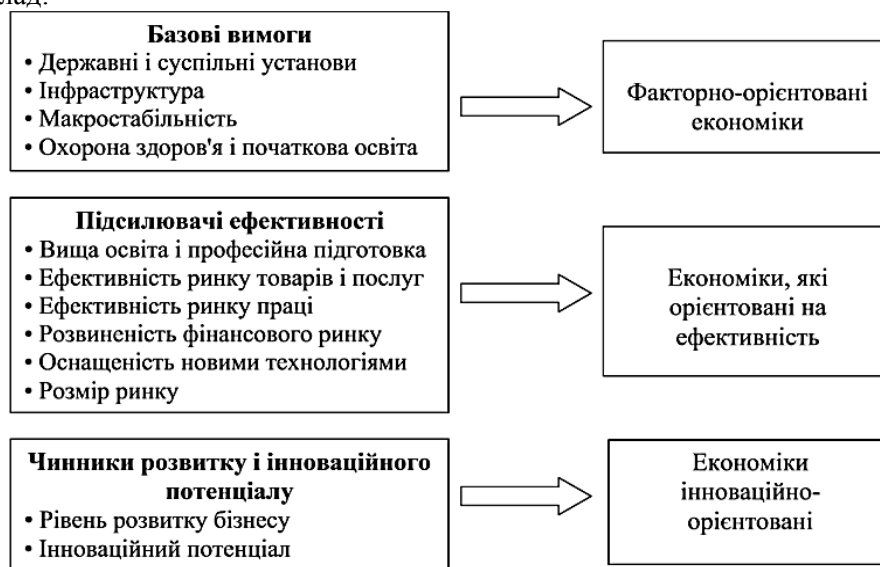 Базові вимоги
• Державні і суспільні установи
• Інфраструктура
• Макростабільність
• Охорона здоров'я і початкова освіта
Факторно-орієнтовані
економіки
Підсилювачі ефективності
• Вища освіта і професійна підготовка
• Ефективність ринку товарів і послуг
• Ефективність ринку праці
• Розвиненість фінансового ринку
• Оснащеність новими технологіями
• Розмір ринку
Економіки, які
орієнтовані на
ефективність
Чинники розвитку і інноваційного
потенціалу
• Рівень розвитку бізнесу
• Інноваційний потенціал
Економіки
інноваційно-
орієнтовані